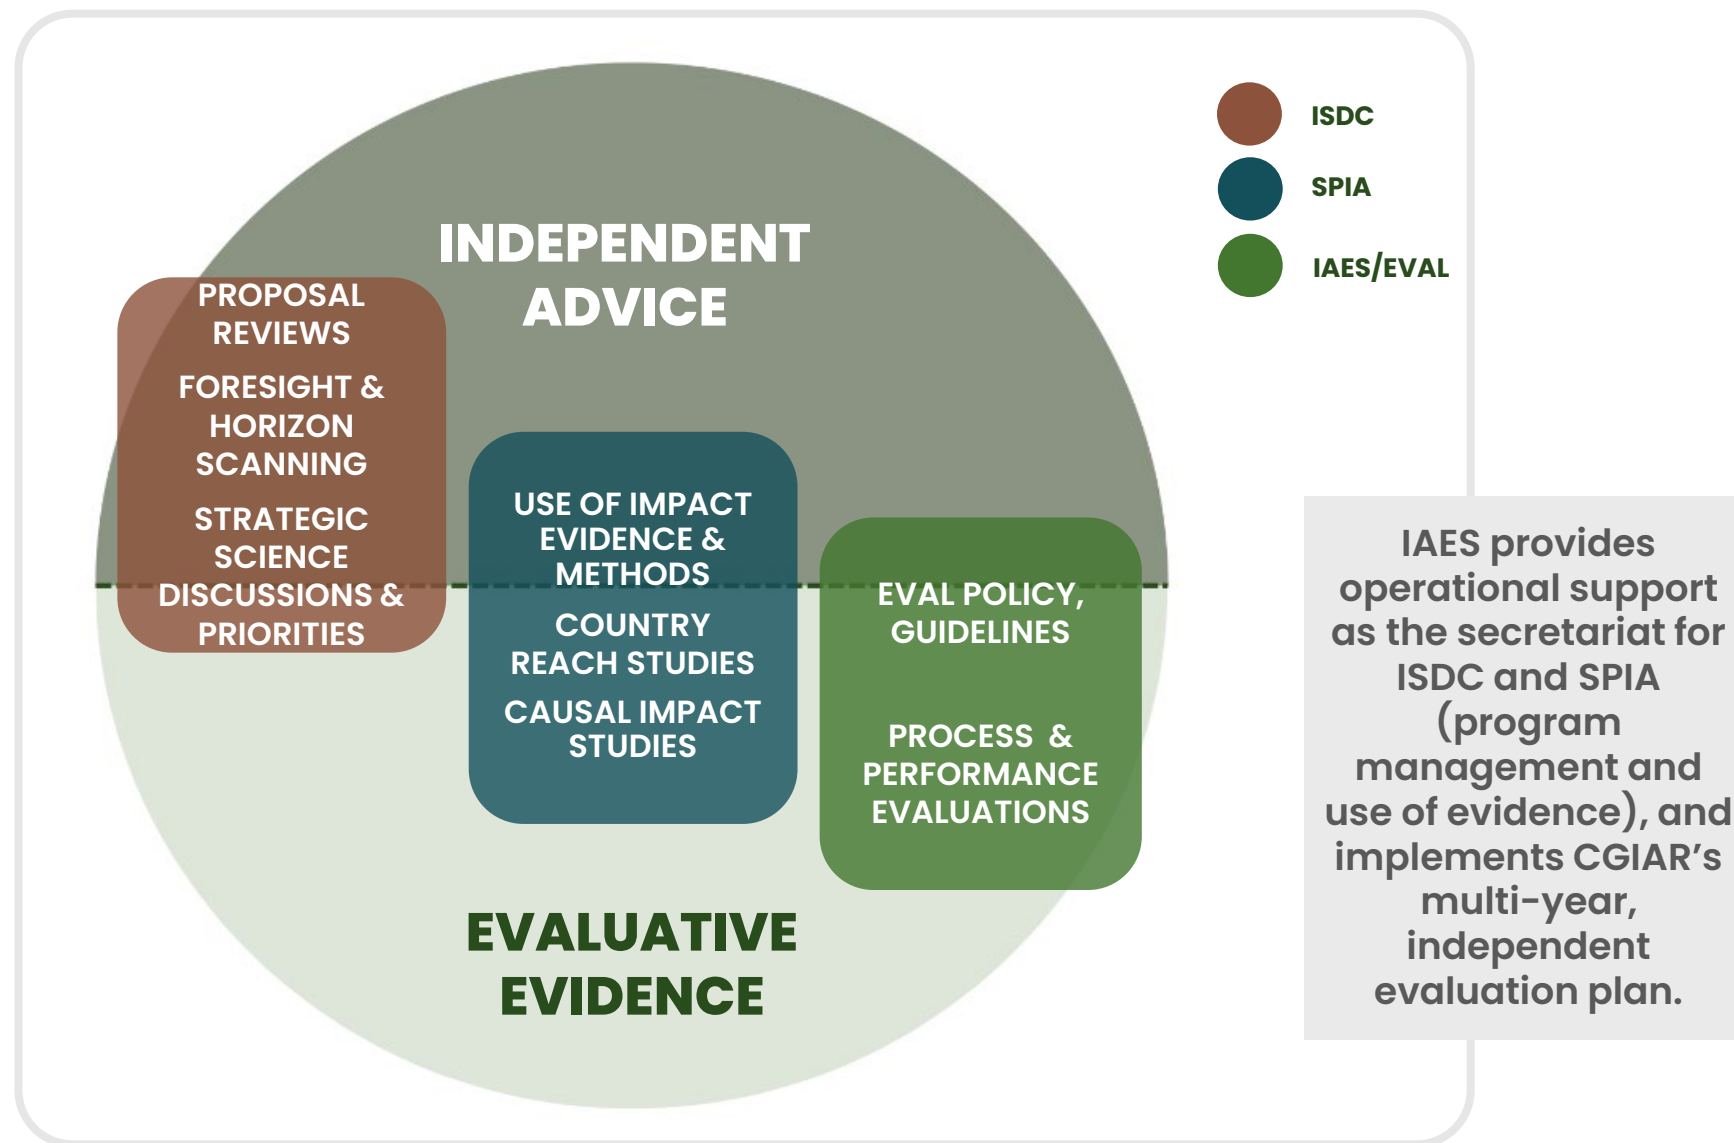 INDEPENDENT
ADVICE
PROPOSAL
REVIEWS
FORESIGHT &
HORIZON
SCANNING
STRATEGIC
SCIENCE
DISCUSSIONS &
PRIORITIES
USE OF IMPACT
EVIDENCE &
METHODS
COUNTRY
REACH STUDIES
CAUSAL IMPACT
STUDIES
EVAL POLICY,
GUIDELINES
PROCESS & 
PERFORMANCE
EVALUATIONS
EVALUATIVE
EVIDENCE
ISDC
SPIA
IAES/EVAL
IAES provides
operational support
as the secretariat for
ISDC and SPIA
(program
management and
use of evidence), and
implements CGIAR's
multi-year,
independent
evaluation plan.